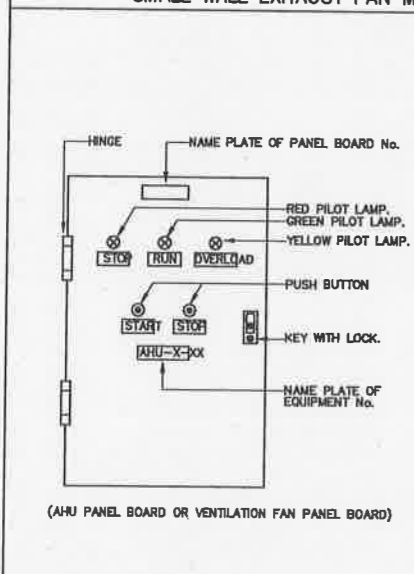 SMALL WALL EXHAUST FAN M
HINGE
NAME PLATE OF PANEL BOARD No.
RED PILOT LAMP.
GREEN PILOT LAMP.
YELLOW PILOT LAMP.
STOP RUN OVERLOAD
PUSH BUTTON
START STOP
KEY WITH LOCK.
AHU-X-XX
NAME PLATE OF
EQUIPMENT No.
(AHU PANEL BOARD OR VENTILATION FAN PANEL BOARD)